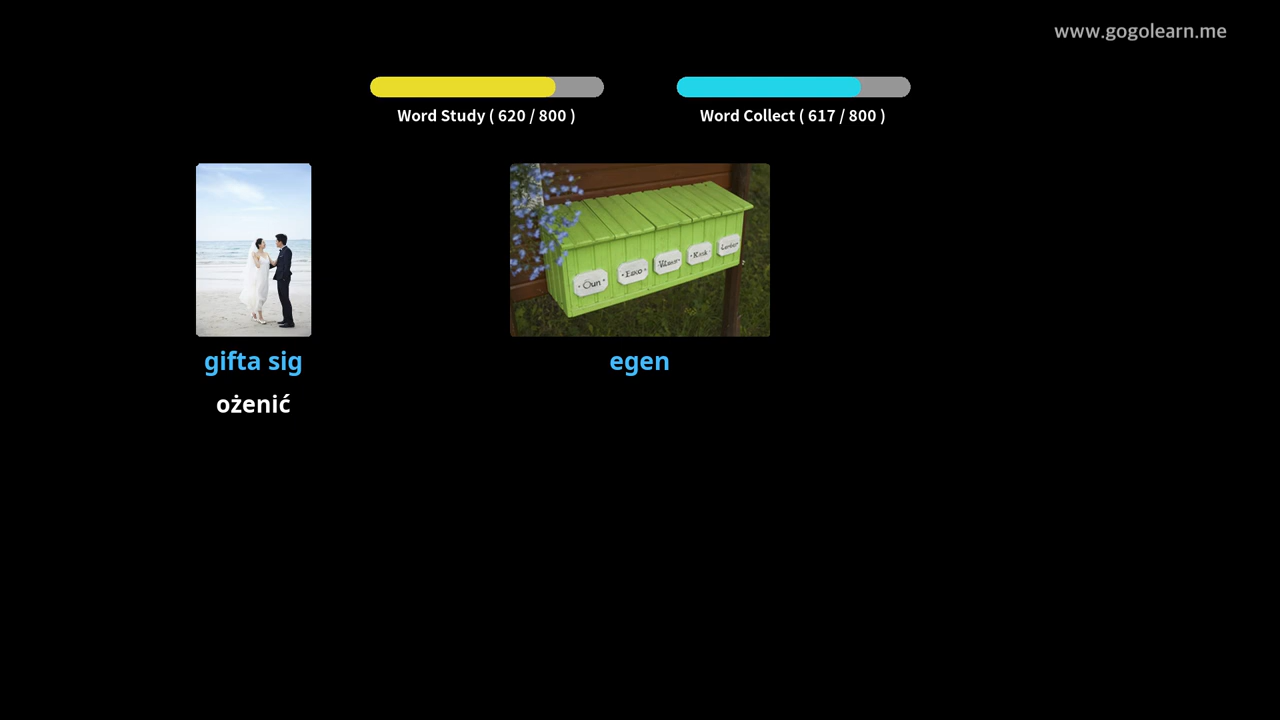 www.gogolearn.me
Word Study ( 620 / 800 )
Word Collect ( 617 / 800 )
gifta sig
egen
ożenić